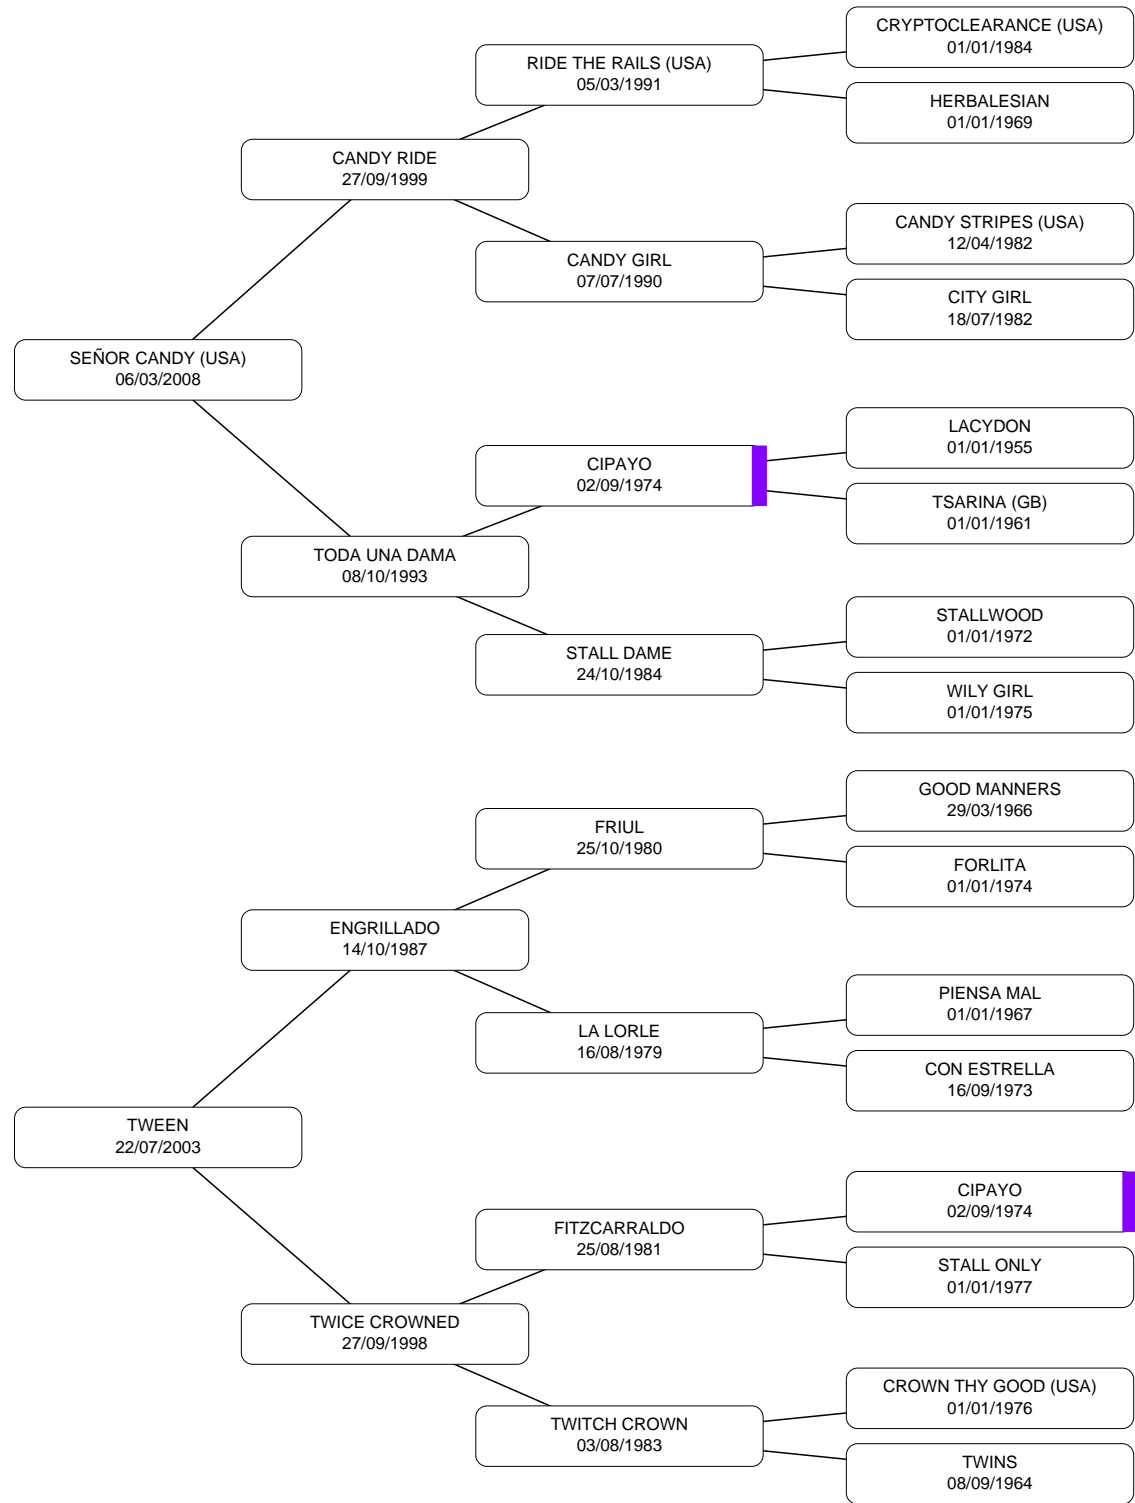 CRYPTOCLEARANCE (USA)
01/01/1984
RIDE THE RAILS (USA)
05/03/1991
HERBALESIAN
01/01/1969
CANDY RIDE
27/09/1999
CANDY STRIPES (USA)
12/04/1982
CANDY GIRL
07/07/1990
CITY GIRL
18/07/1982
SEÑOR CANDY (USA)
06/03/2008
LACYDON
01/01/1955
CIPAYO
02/09/1974
TSARINA (GB)
01/01/1961
TODA UNA DAMA
08/10/1993
STALLWOOD
01/01/1972
STALL DAME
24/10/1984
WILY GIRL
01/01/1975
GOOD MANNERS
29/03/1966
FRIUL
25/10/1980
FORLITA
01/01/1974
ENGRILLADO
14/10/1987
PIENSA MAL
01/01/1967
LA LORLE
16/08/1979
CON ESTRELLA
16/09/1973
TWEEN
22/07/2003
CIPAYO
02/09/1974
FITZCARRALDO
25/08/1981
STALL ONLY
01/01/1977
TWICE CROWNED
27/09/1998
CROWN THY GOOD (USA)
01/01/1976
TWITCH CROWN
03/08/1983
TWINS
08/09/1964